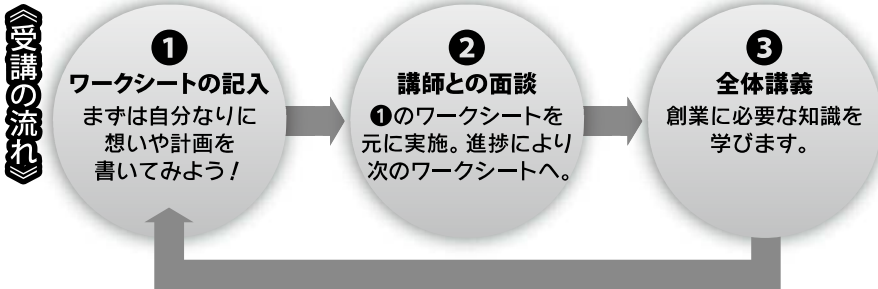 《受講の流れ》
❶
ワークシートの記入
まずは自分なりに
想いや計画を
書いてみよう!
❷
講師との面談
❶のワークシートを
元に実施。進捗により
次のワークシートへ。
❸
全体講義
創業に必要な知識を
学びます。